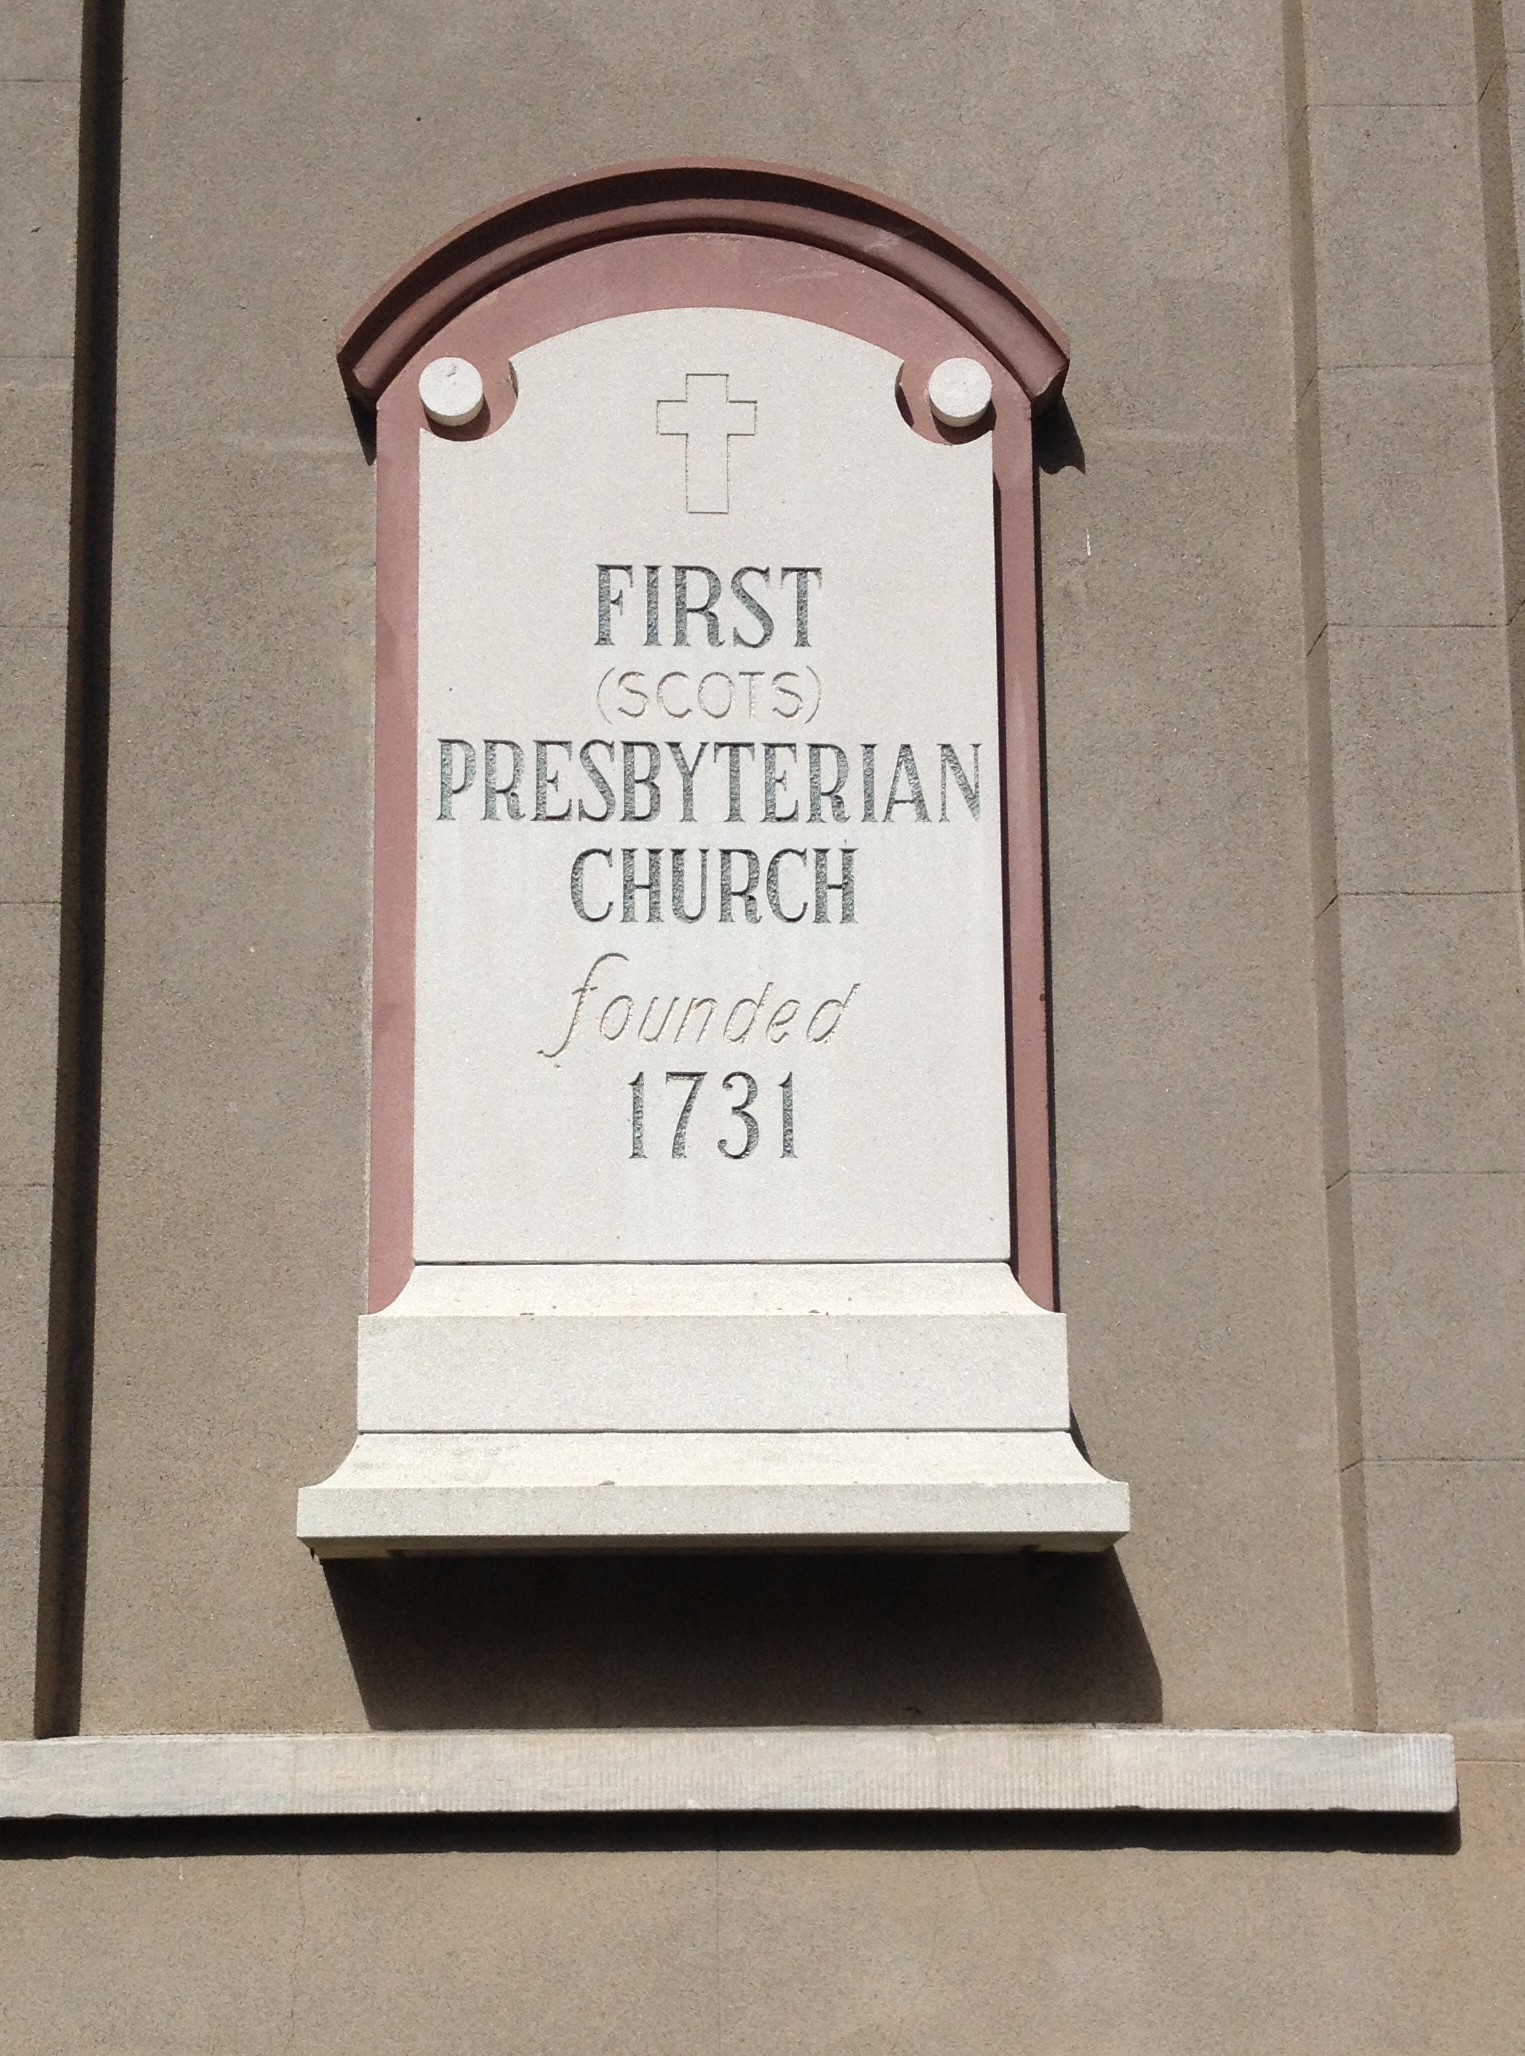 FIRST
(SCOTS)
PRESBYTERIAN
CHURCH
founded
1731